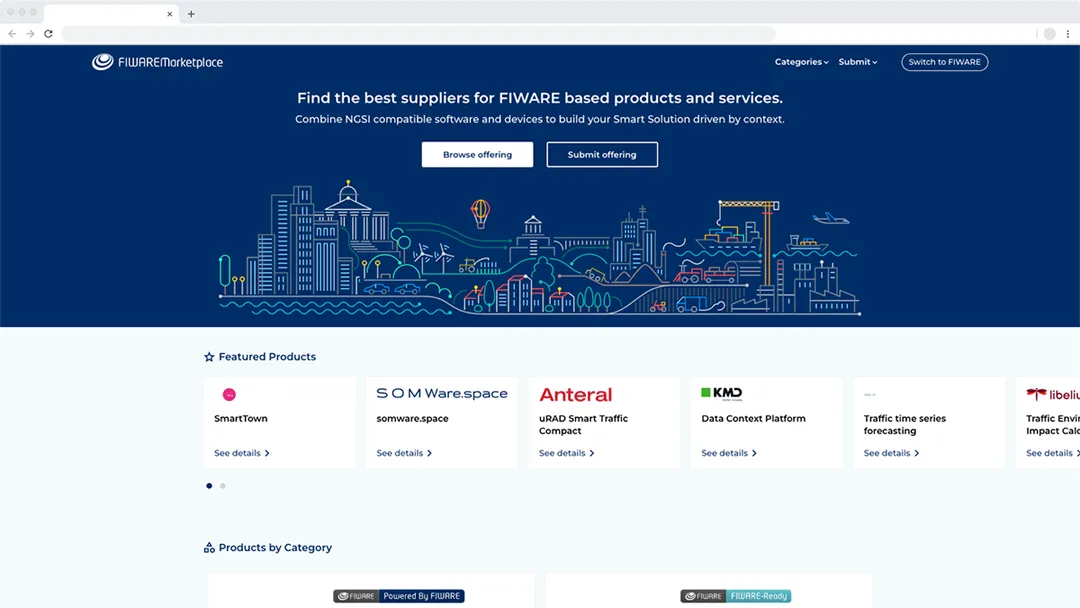 FIWAREMarketplace
Categories
Submit
Switch to FIWARE
Find the best suppliers for FIWARE based products and services.
Combine NGSI compatible software and devices to build your Smart Solution driven by context.
Browse offering
Submit offering
Featured Products
SmartTown
See details
SOMWare.space
somware.space
See details
Anteral
uRAD Smart Traffic
Compact
See details
KMD
Data Context Platform
See details
Traffic time series
forecasting
See details
libeliu
Traffic Envi
Impact Calc
See details
Products by Category
FIWARE Powered By FIWARE
FIWARE FIWARE-Ready